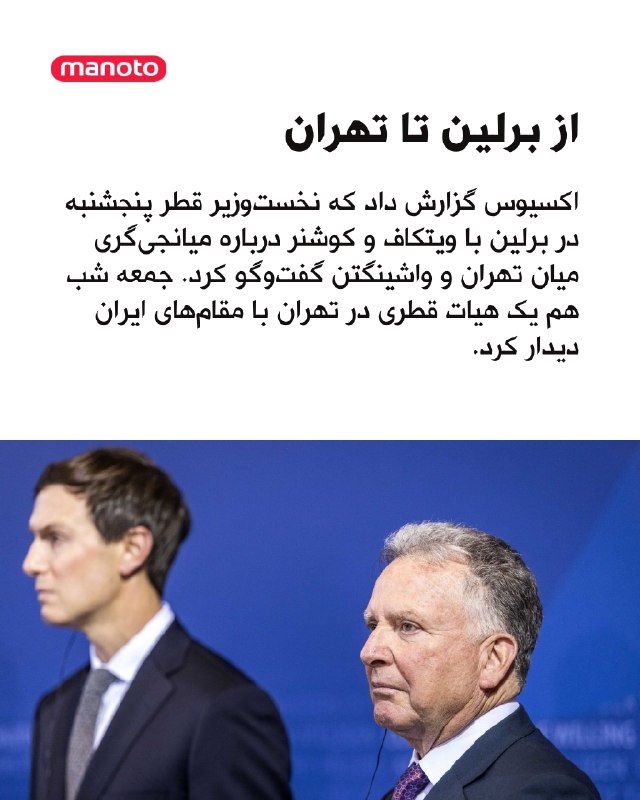 manoto
از برلین تا تهران
اکسیوس گزارش داد که نخست‌وزیر قطر پنجشنبه
در برلین با ویتکاف و کوشنر درباره میانجی‌گری
میان تهران و واشینگتن گفت‌وگو کرد. جمعه شب
هم یک هیات قطری در تهران با مقام‌های ایران
دیدار کرد.
WILLING